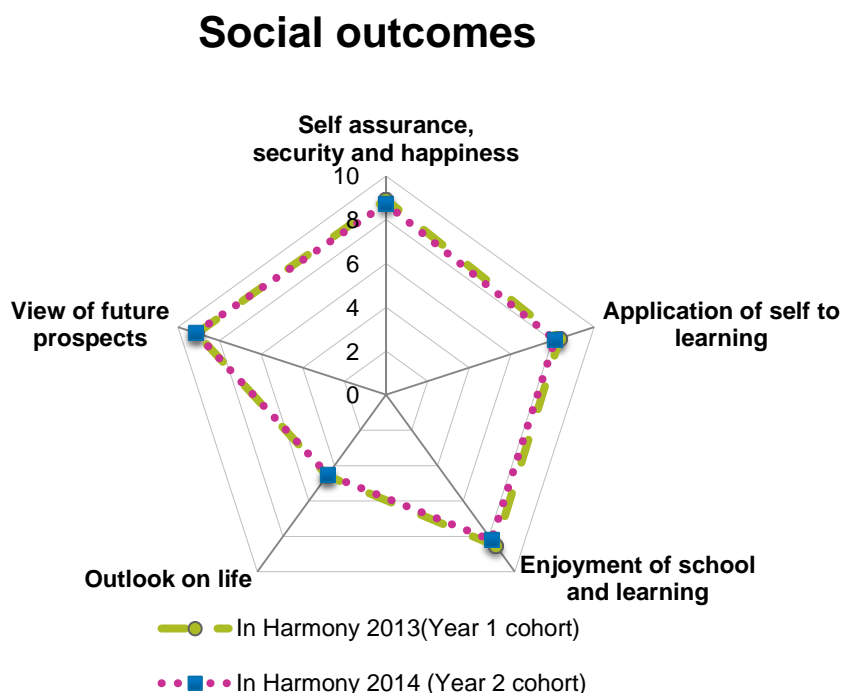 Social outcomes
Self assurance,
security and happiness
10
8
6
4
2
0
View of future
prospects
Application of self to
learning
Outlook on life
Enjoyment of school
and learning
In Harmony 2013(Year 1 cohort)
In Harmony 2014 (Year 2 cohort)